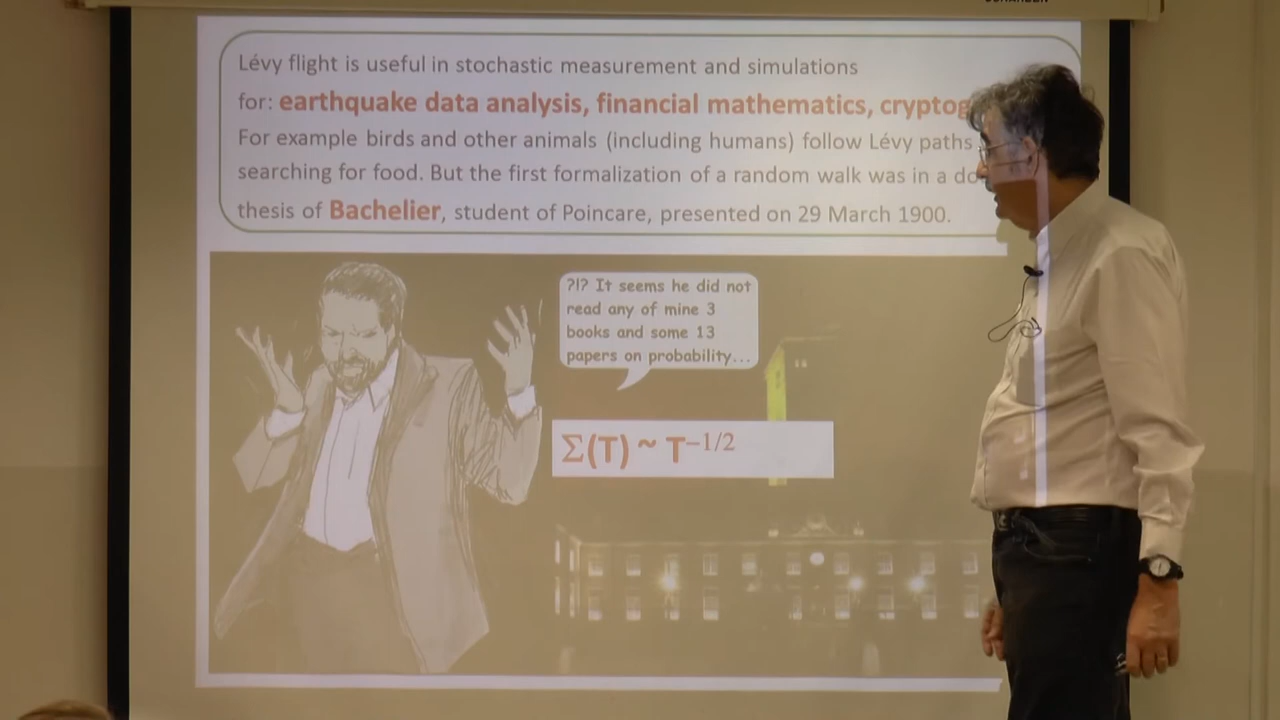 Lévy flight is useful in stochastic measurement and simulations
for: earthquake data analysis, financial mathematics,
For example birds and other animals (including humans) follow Lévy paths
searching for food. But the first formalization of a random walk was in a
thesis of Bachelier, student of Poincare, presented on 29 March 1900.
?!? It seems he did not
read any of mine 3
books and some 13
papers on probability...
Σ(T) ~ T−1/2